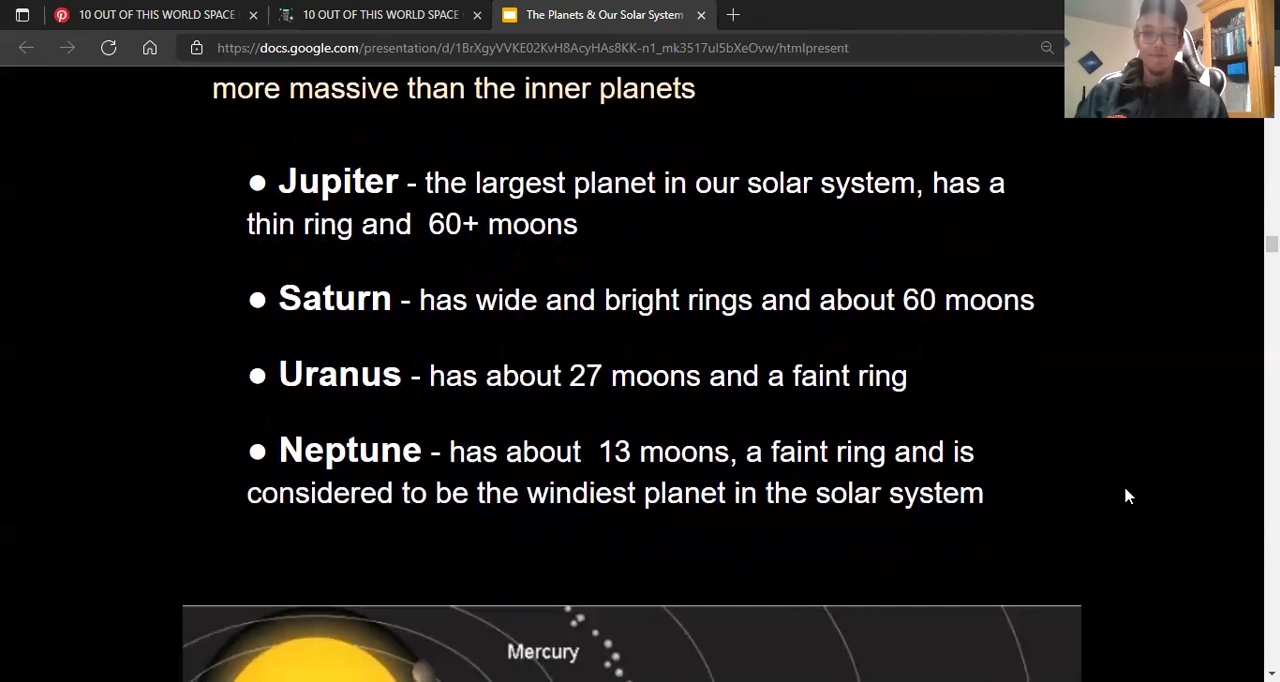 10 OUT OF THIS WORLD SPACE
10 OUT OF THIS WORLD SPACE
The Planets & Our Solar System
https://docs.google.com/presentation/d/1BrXgyVVKE02KvH8AcyHAs8KK-n1_mk3517ul5bXeOvw/htmlpresent
more massive than the inner planets
● Jupiter - the largest planet in our solar system, has a
thin ring and 60+ moons
● Saturn - has wide and bright rings and about 60 moons
● Uranus - has about 27 moons and a faint ring
● Neptune - has about 13 moons, a faint ring and is
considered to be the windiest planet in the solar system
Mercury